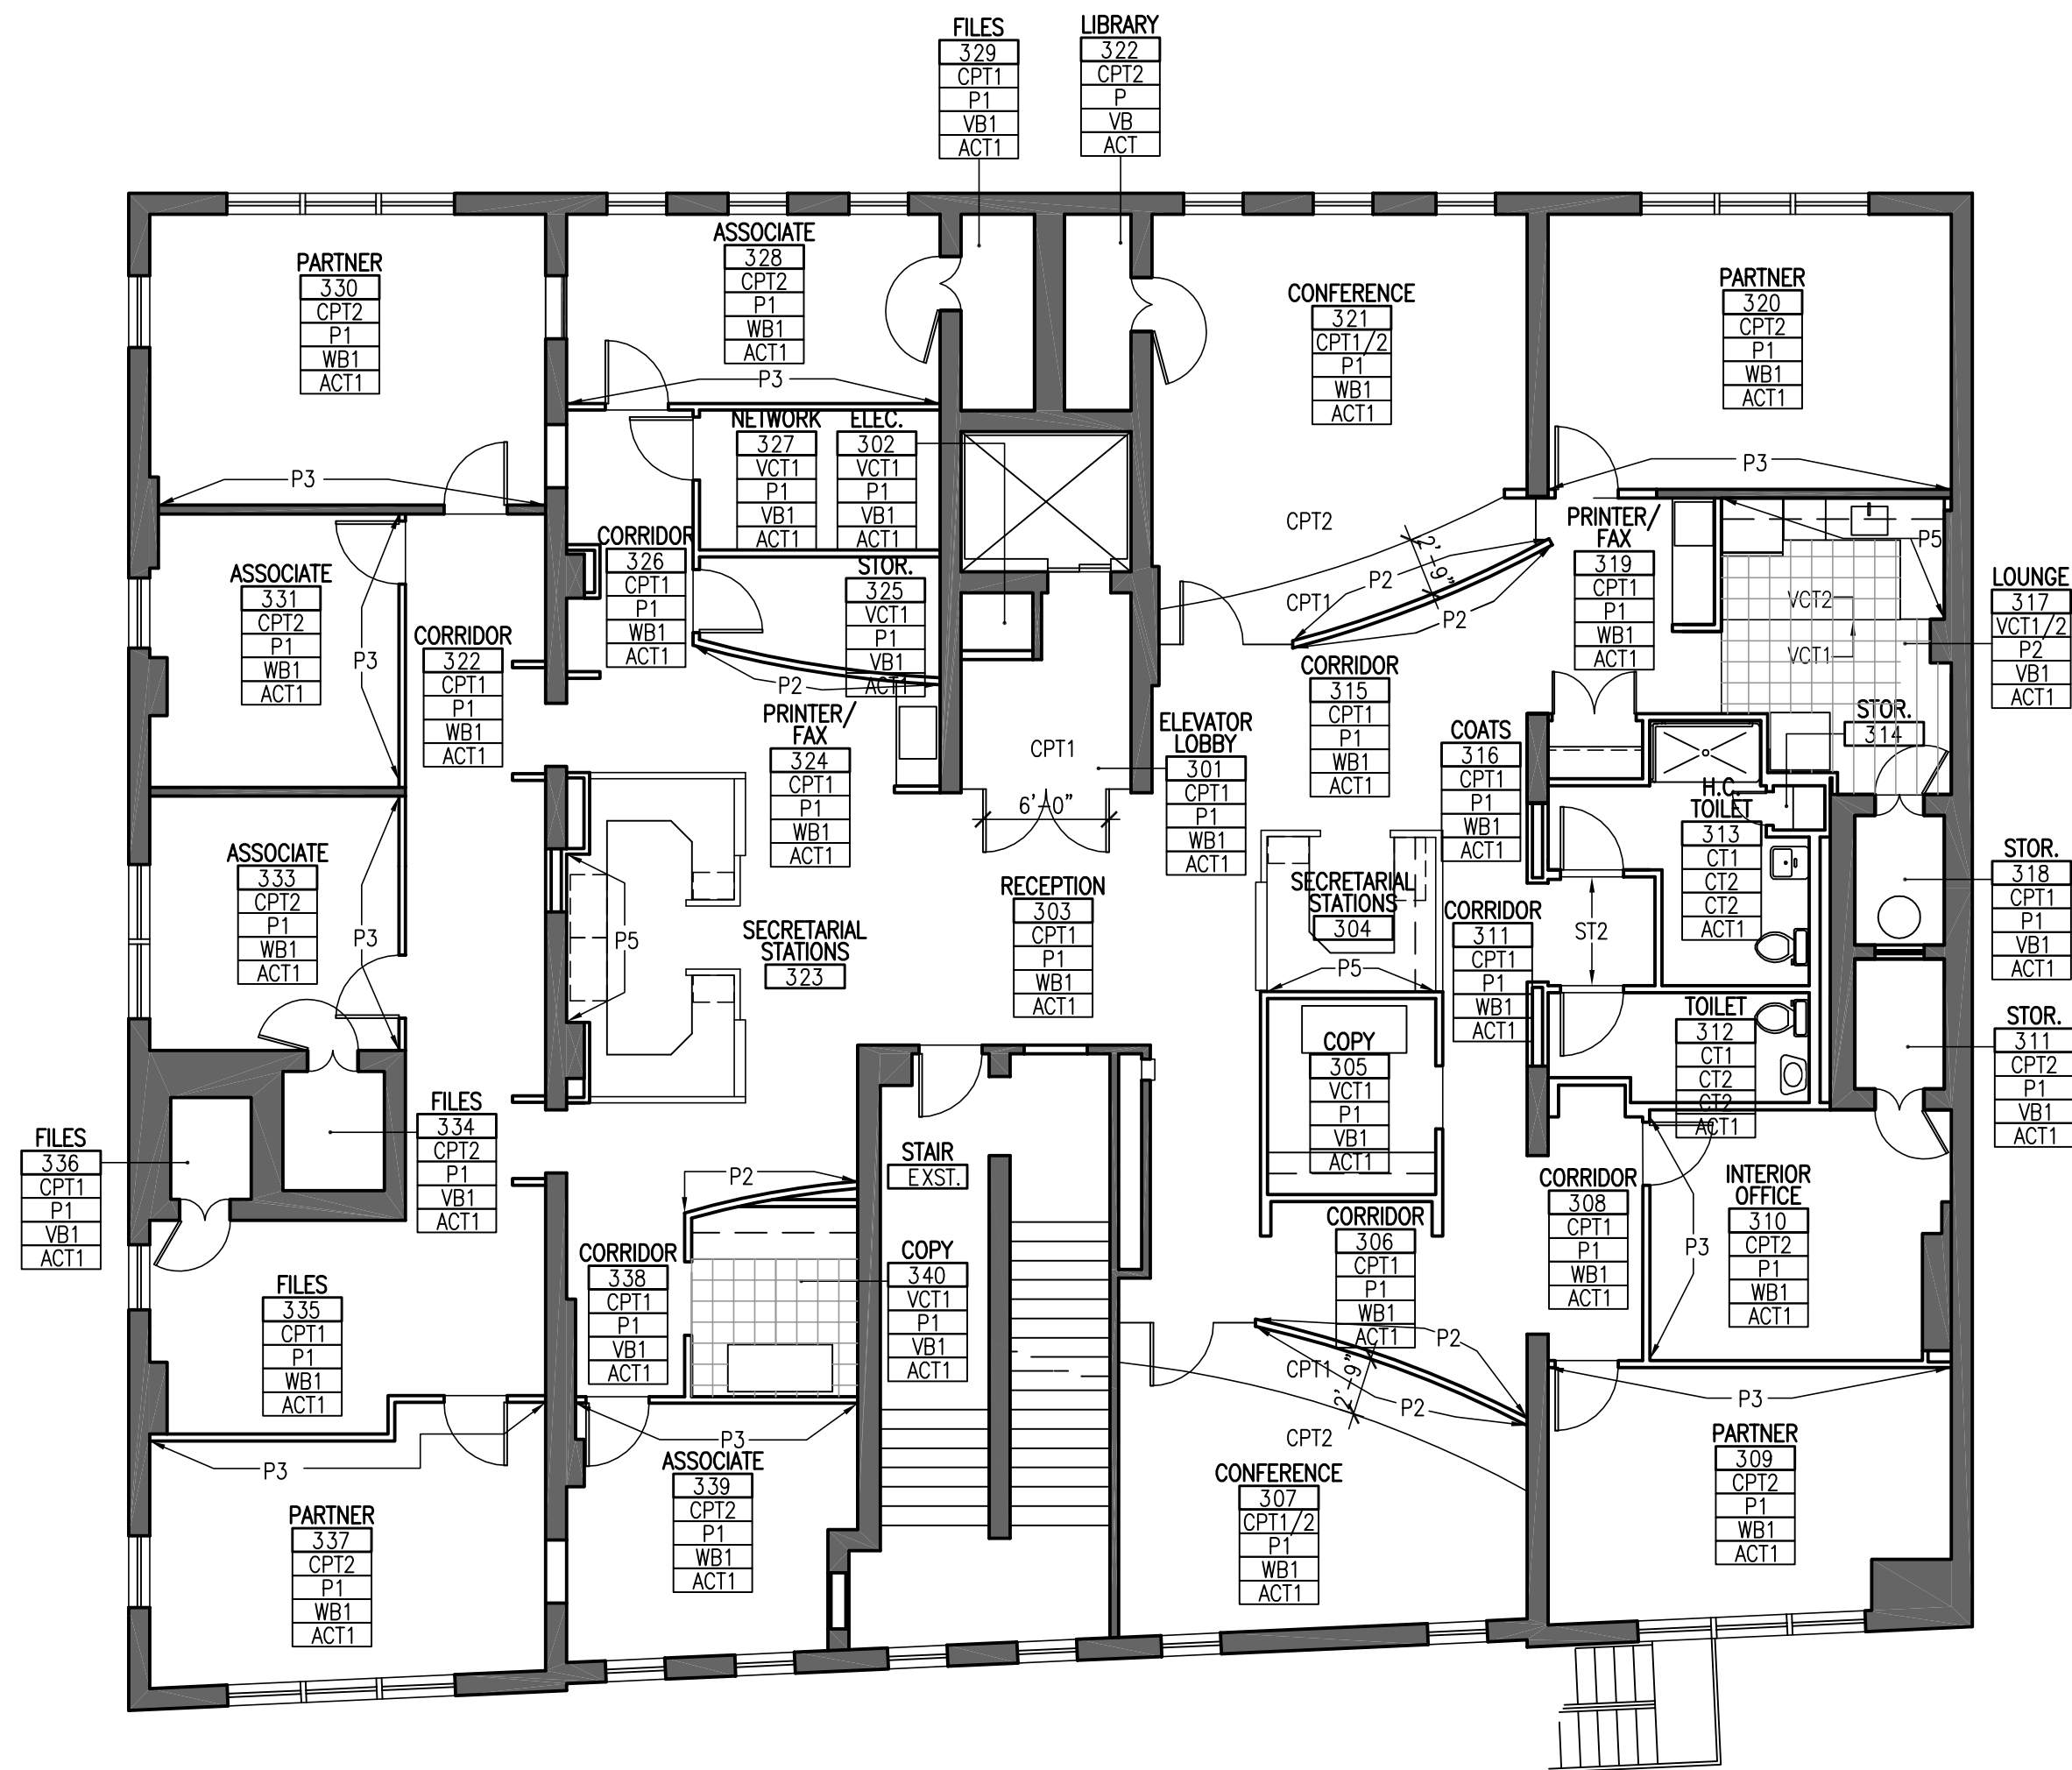 FILES
329
CPT1
P1
VB1
ACT1
LIBRARY
322
CPT2
P
VB
ACT
PARTNER
330
CPT2
P1
WB1
ACT1
P3
ASSOCIATE
328
CPT2
P1
WB1
ACT1
P3
CONFERENCE
321
CPT1/2
P1
WB1
ACT1
PARTNER
320
CPT2
P1
WB1
ACT1
P3
NETWORK
327
VCT1
P1
VB1
ACT1
ELEC.
302
VCT1
P1
VB1
ACT1
CORRIDOR
326
CPT1
P1
WB1
ACT1
STOR.
325
VCT1
P1
VB1
ACT1
P2
CPT2
CPT1
2'-9"
P2
P2
PRINTER/
FAX
319
CPT1
P1
WB1
ACT1
P5
VCT2
VCT1
LOUNGE
317
VCT1/2
P2
VB1
ACT1
ASSOCIATE
331
CPT2
P1
WB1
ACT1
P3
CORRIDOR
322
CPT1
P1
WB1
ACT1
PRINTER/
FAX
324
CPT1
P1
WB1
ACT1
CPT1
6'-0"
ELEVATOR
LOBBY
301
CPT1
P1
WB1
ACT1
CORRIDOR
315
CPT1
P1
WB1
ACT1
COATS
316
CPT1
P1
WB1
ACT1
STOR.
314
H.C.
TOILET
313
CT1
CT2
CT2
ACT1
STOR.
318
CPT1
P1
VB1
ACT1
ASSOCIATE
333
CPT2
P1
WB1
ACT1
P3
P5
SECRETARIAL
STATIONS
323
RECEPTION
303
CPT1
P1
WB1
ACT1
SECRETARIAL
STATIONS
304
P5
CORRIDOR
311
CPT1
P1
WB1
ACT1
ST2
TOILET
312
CT1
CT2
CT2
ACT1
STOR.
311
CPT2
P1
VB1
ACT1
COPY
305
VCT1
P1
VB1
ACT1
FILES
336
CPT1
P1
VB1
ACT1
FILES
334
CPT2
P1
VB1
ACT1
P2
STAIR
EXST.
CORRIDOR
308
CPT1
P1
WB1
ACT1
INTERIOR
OFFICE
310
CPT2
P1
WB1
ACT1
P3
CORRIDOR
306
CPT1
P1
WB1
ACT1
FILES
335
CPT1
P1
WB1
ACT1
CORRIDOR
338
CPT1
P1
VB1
ACT1
COPY
340
VCT1
P1
VB1
ACT1
P2
CPT1
2'-9"
P2
CPT2
P3
P3
P3
PARTNER
337
CPT2
P1
WB1
ACT1
ASSOCIATE
339
CPT2
P1
WB1
ACT1
CONFERENCE
307
CPT1/2
P1
WB1
ACT1
PARTNER
309
CPT2
P1
WB1
ACT1